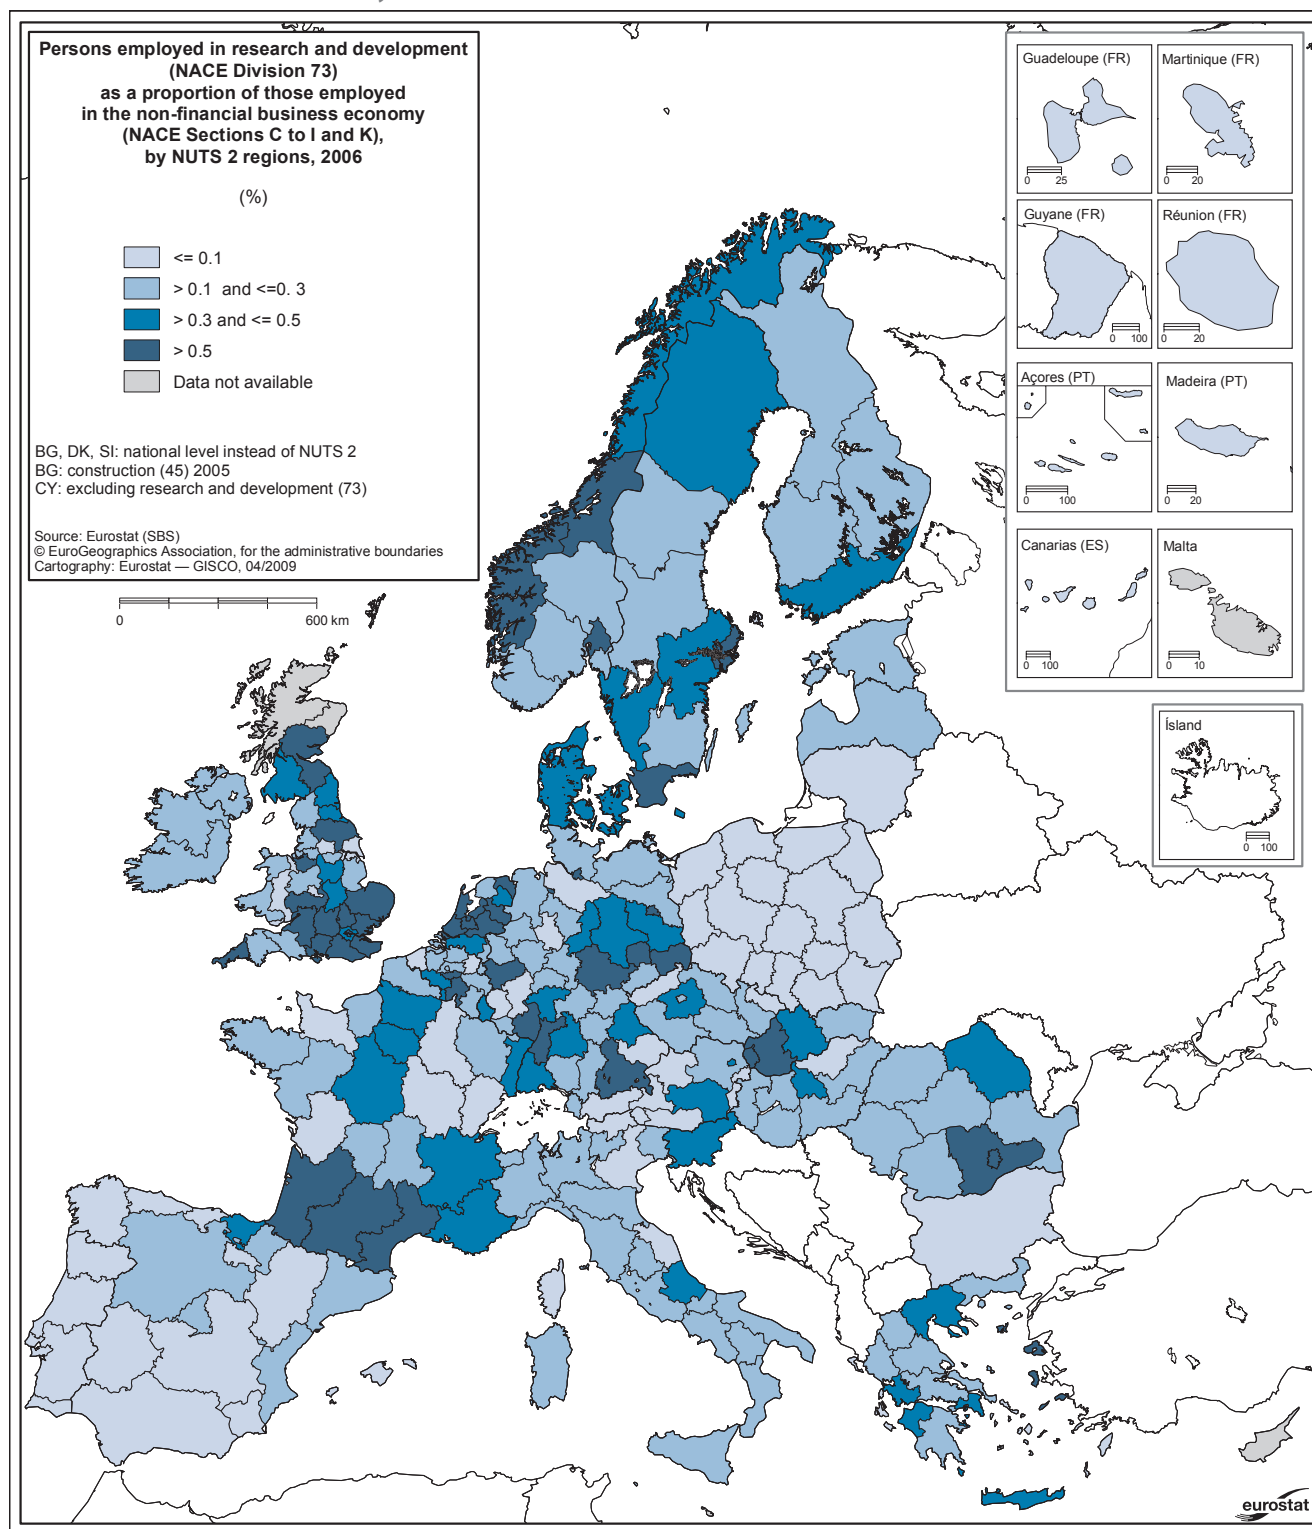 Persons employed in research and development
(NACE Division 73)
as a proportion of those employed
in the non-financial business economy
(NACE Sections C to I and K),
by NUTS 2 regions, 2006
(%)
<= 0.1
> 0.1 and <=0. 3
> 0.3 and <= 0.5
> 0.5
Data not available
BG, DK, SI: national level instead of NUTS 2
BG: construction (45) 2005
CY: excluding research and development (73)
Source: Eurostat (SBS)
© EuroGeographics Association, for the administrative boundaries
Cartography: Eurostat — GISCO, 04/2009
0 600 km
Guadeloupe (FR)
0 25
Martinique (FR)
0 20
Guyane (FR)
0 100
Réunion (FR)
0 20
Açores (PT)
0 100
Madeira (PT)
0 20
Canarias (ES)
0 100
Malta
0 10
Ísland
0 100
eurostat